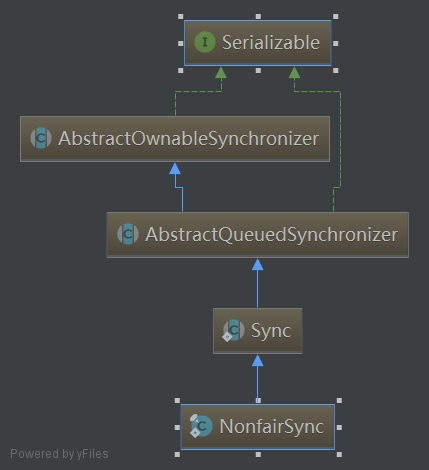 I Serializable
C AbstractOwnableSynchronizer
C AbstractQueuedSynchronizer
C Sync
C NonfairSync
Powered by yFiles